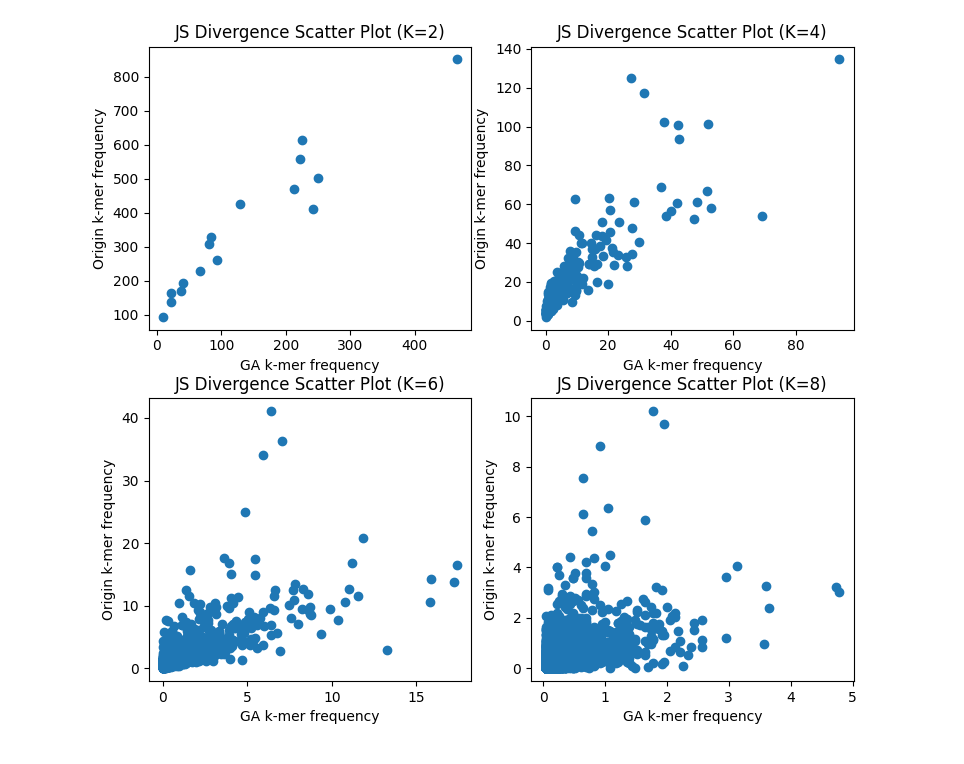 JS Divergence Scatter Plot (K=2)
Origin k-mer frequency
800
700
600
500
400
300
200
100
0 100 200 300 400
GA k-mer frequency
JS Divergence Scatter Plot (K=4)
Origin k-mer frequency
140
120
100
80
60
40
20
0
0 20 40 60 80
GA k-mer frequency
JS Divergence Scatter Plot (K=6)
Origin k-mer frequency
40
30
20
10
0
0 5 10 15
GA k-mer frequency
JS Divergence Scatter Plot (K=8)
Origin k-mer frequency
10
8
6
4
2
0
0 1 2 3 4 5
GA k-mer frequency